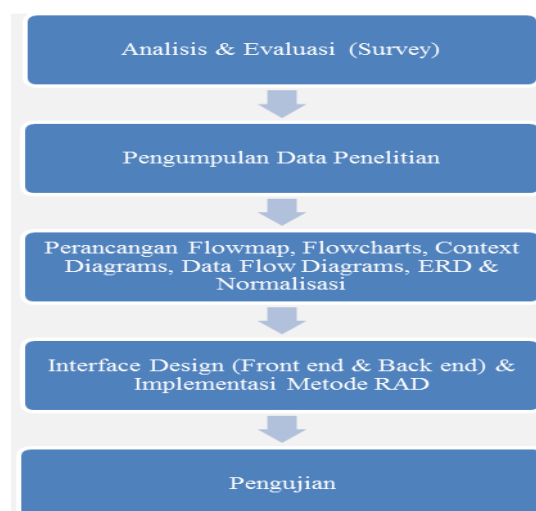 Analisis & Evaluasi (Survey)
Pengumpulan Data Penelitian
Perancangan Flowmap, Flowcharts, Context
Diagrams, Data Flow Diagrams, ERD &
Normalisasi
Interface Design (Front end & Back end) &
Implementasi Metode RAD
Pengujian